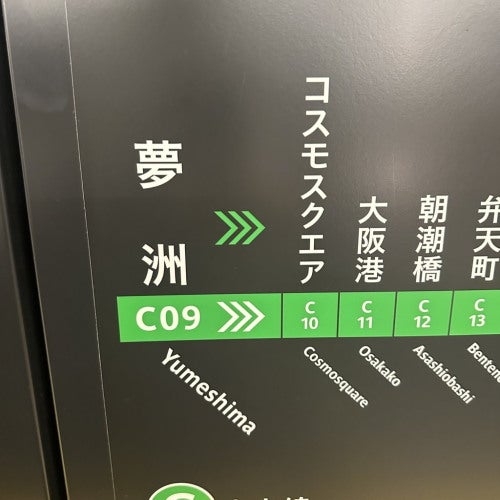 夢洲
コスモスクエア
大阪港
朝潮橋
弁天町
C09
C
10
C
11
C
12
C
13
Yumeshima
Cosmosquare
Osakako
Asashiobashi
Benten
C